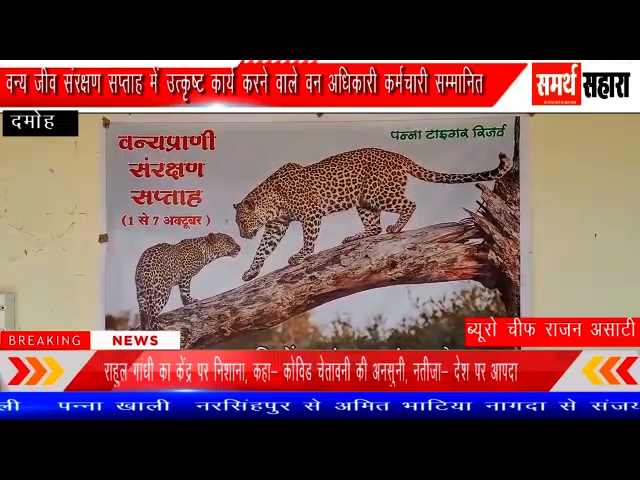 वन्य जीव संरक्षण सप्ताह में उत्कृष्ट कार्य करने वाले वन अधिकारी कर्मचारी सम्मानित
समर्थ सहारा
दमोह
वन्यप्राणी
संरक्षण
सप्ताह
(1 से 7 अक्टूबर)
पन्ना टाइगर रिजर्व
ब्यूरो चीफ राजन असाटी
BREAKING NEWS
राहुल गांधी का केंद्र पर निशाना, कहा- कोविड चेतावनी की अनसुनी, नतीजा- देश पर आपदा
पन्ना खाली नरसिंहपुर से अमित भाटिया नागदा से